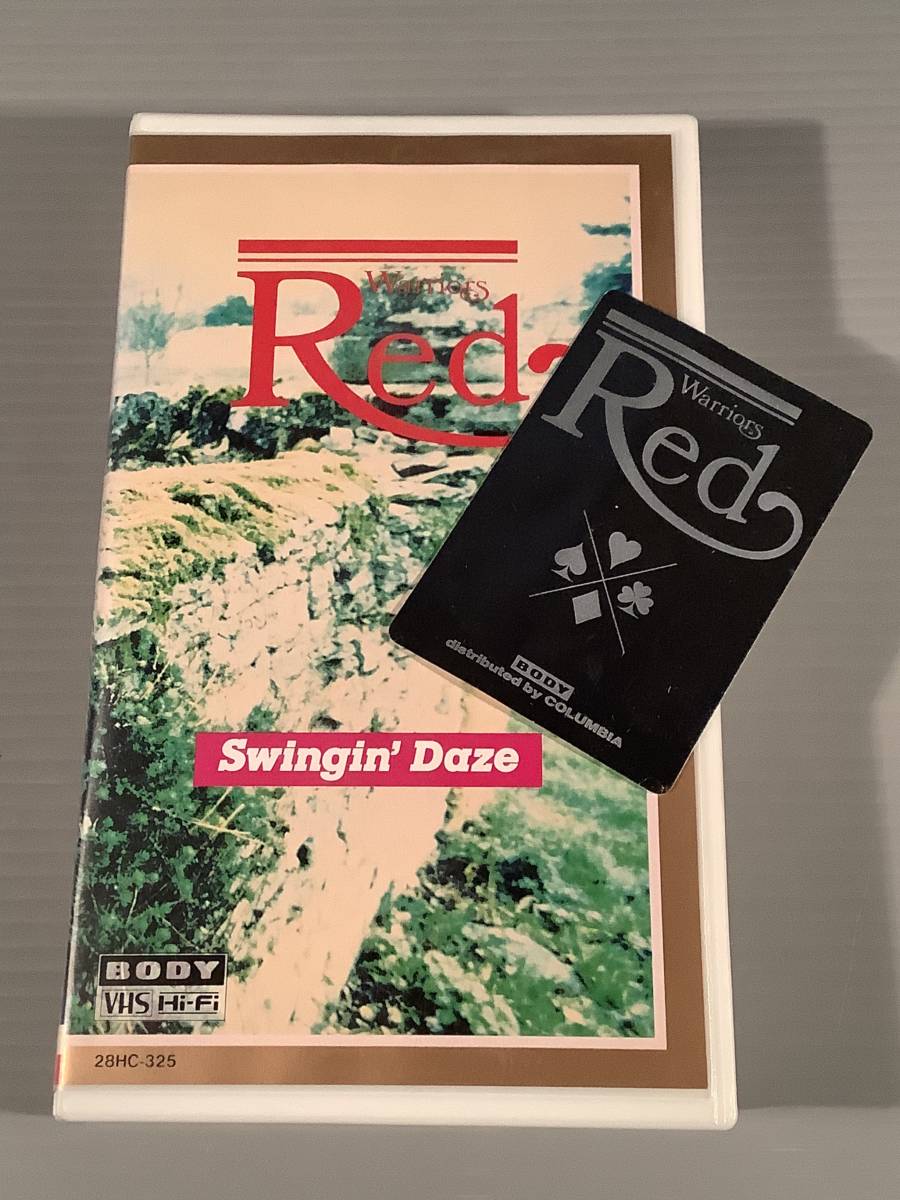 Warriors
Red
Swingin' Daze
BODY
VHS Hi-Fi
28HC-325
Warriors
Red
BODY
distributed by COLUMBIA